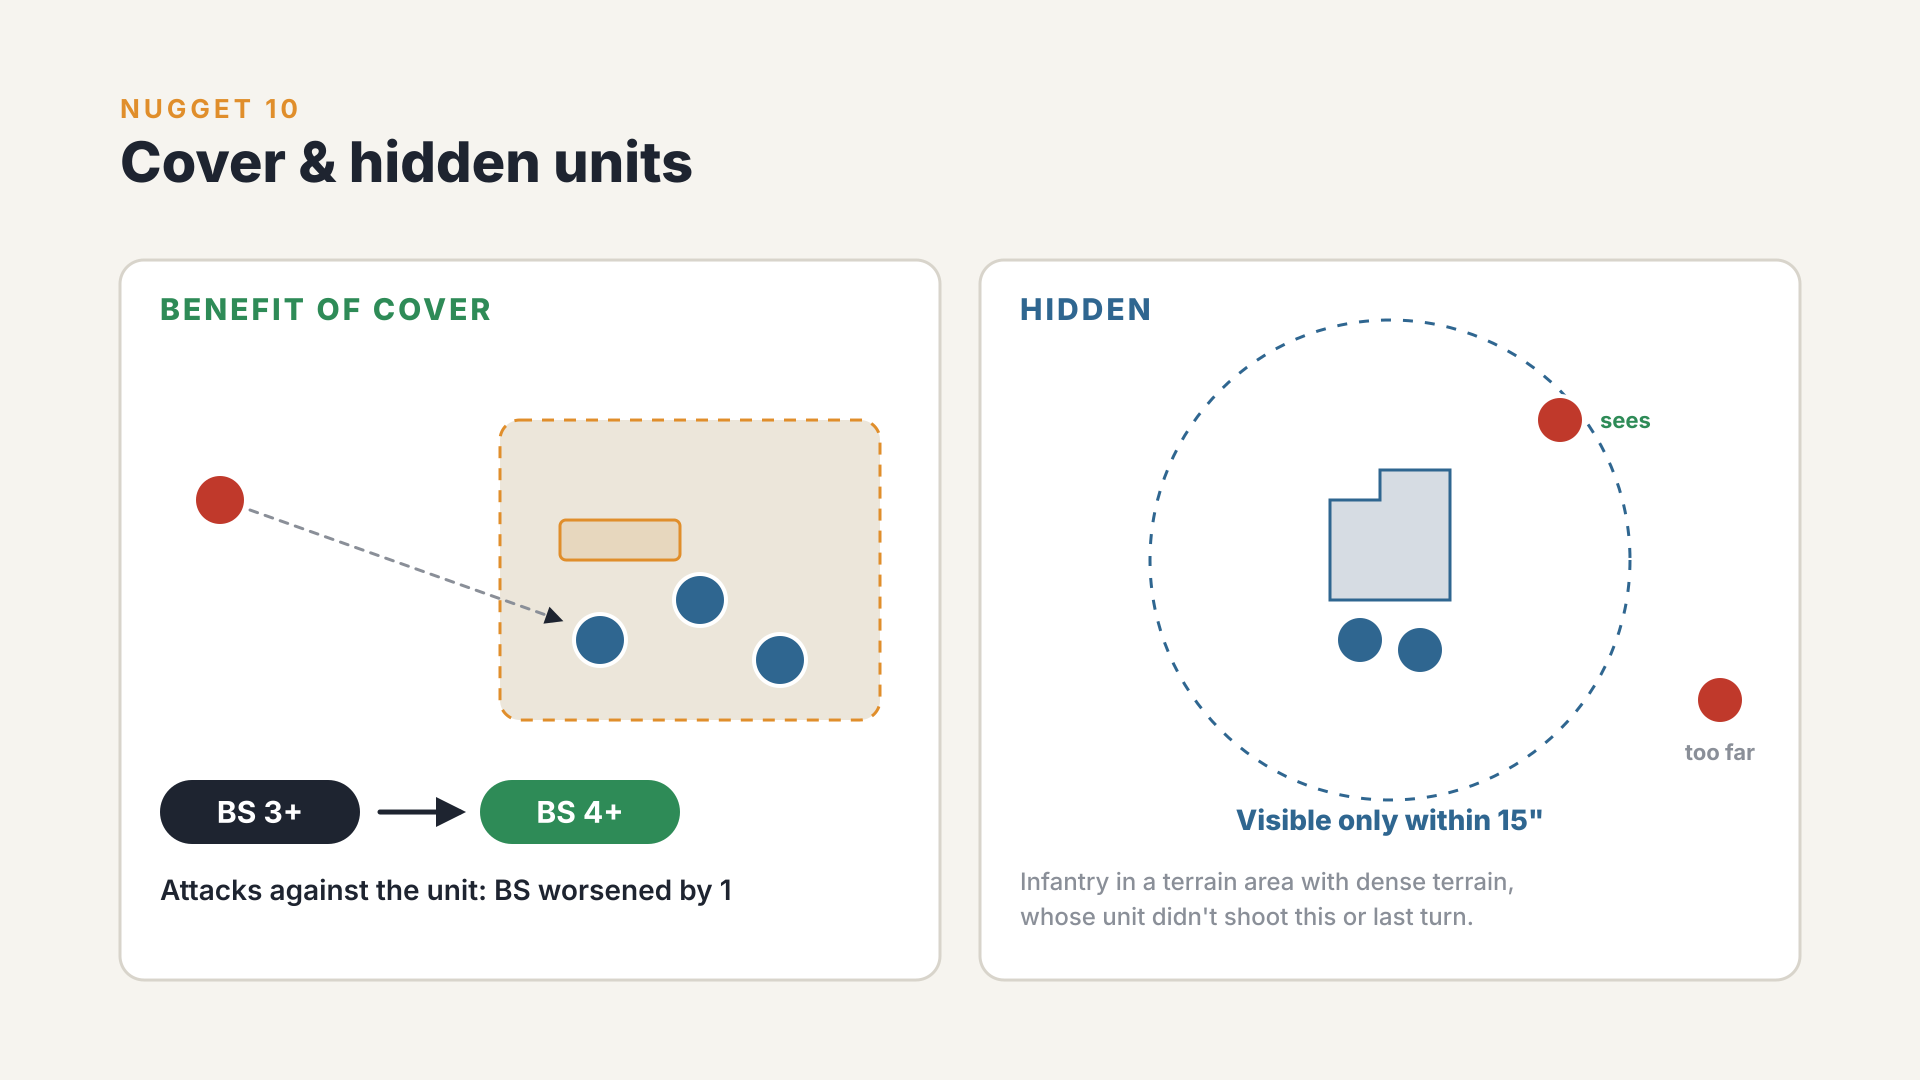 NUGGET 10
Cover & hidden units
BENEFIT OF COVER
BS 3+
BS 4+
Attacks against the unit: BS worsened by 1
HIDDEN
sees
too far
Visible only within 15"
Infantry in a terrain area with dense terrain,
whose unit didn't shoot this or last turn.